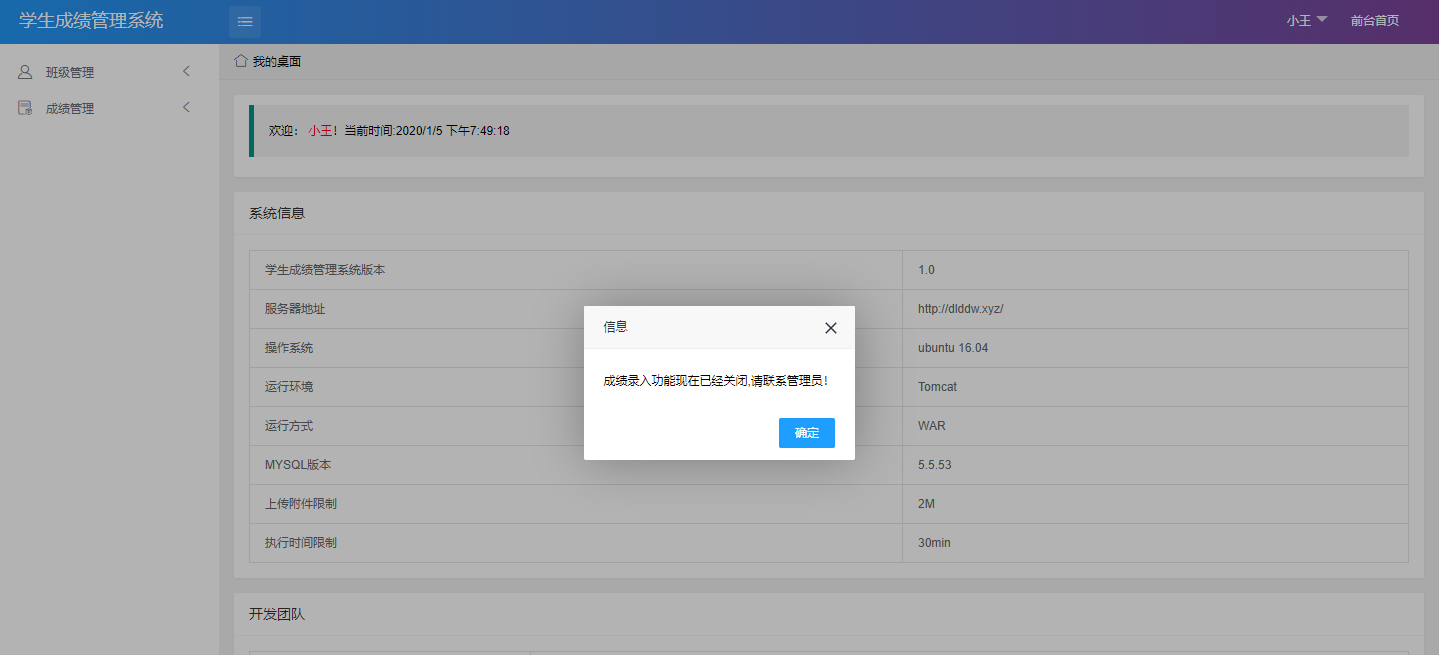 学生成绩管理系统
小王 前台首页
班级管理
成绩管理
我的桌面
欢迎： 小王！当前时间:2020/1/5 下午7:49:18
系统信息
学生成绩管理系统版本 1.0
服务器地址 http://dlddw.xyz/
操作系统 ubuntu 16.04
运行环境 Tomcat
运行方式 WAR
MYSQL版本 5.5.53
上传附件限制 2M
执行时间限制 30min
信息
成绩录入功能现在已经关闭,请联系管理员！
确定
开发团队